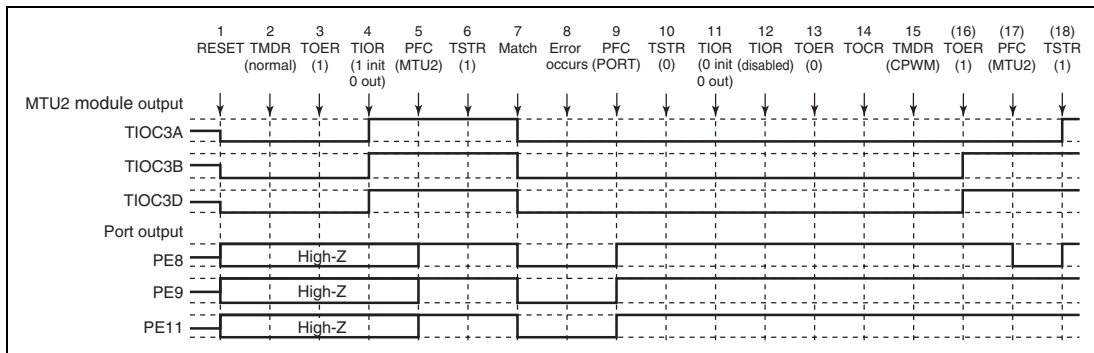 1 2 3 4 5 6 7 8 9 10 11 12 13 14 15 (16) (17) (18)
RESET TMDR TOER TIOR PFC TSTR Match Error PFC TSTR TIOR TIOR TOER TOCR TMDR TOER PFC TSTR
(normal) (1) (1 init (MTU2) (1) occurs (PORT) (0) (0 init (disabled) (0) (CPWM) (1) (MTU2) (1)
0 out) 0 out)
MTU2 module output
TIOC3A
TIOC3B
TIOC3D
Port output
PE8 High-Z
PE9 High-Z
PE11 High-Z